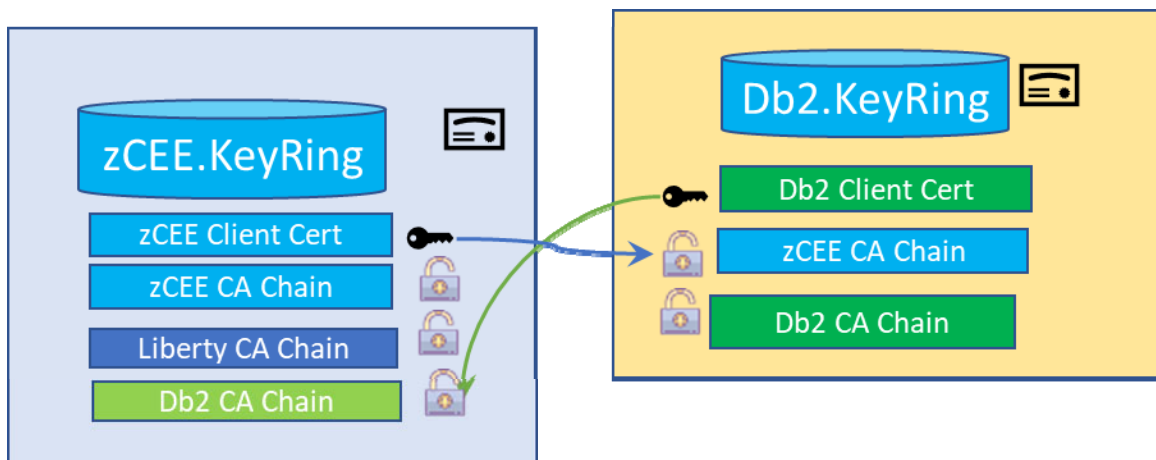 zCEE.KeyRing
zCEE Client Cert
zCEE CA Chain
Liberty CA Chain
Db2 CA Chain
Db2.KeyRing
Db2 Client Cert
zCEE CA Chain
Db2 CA Chain